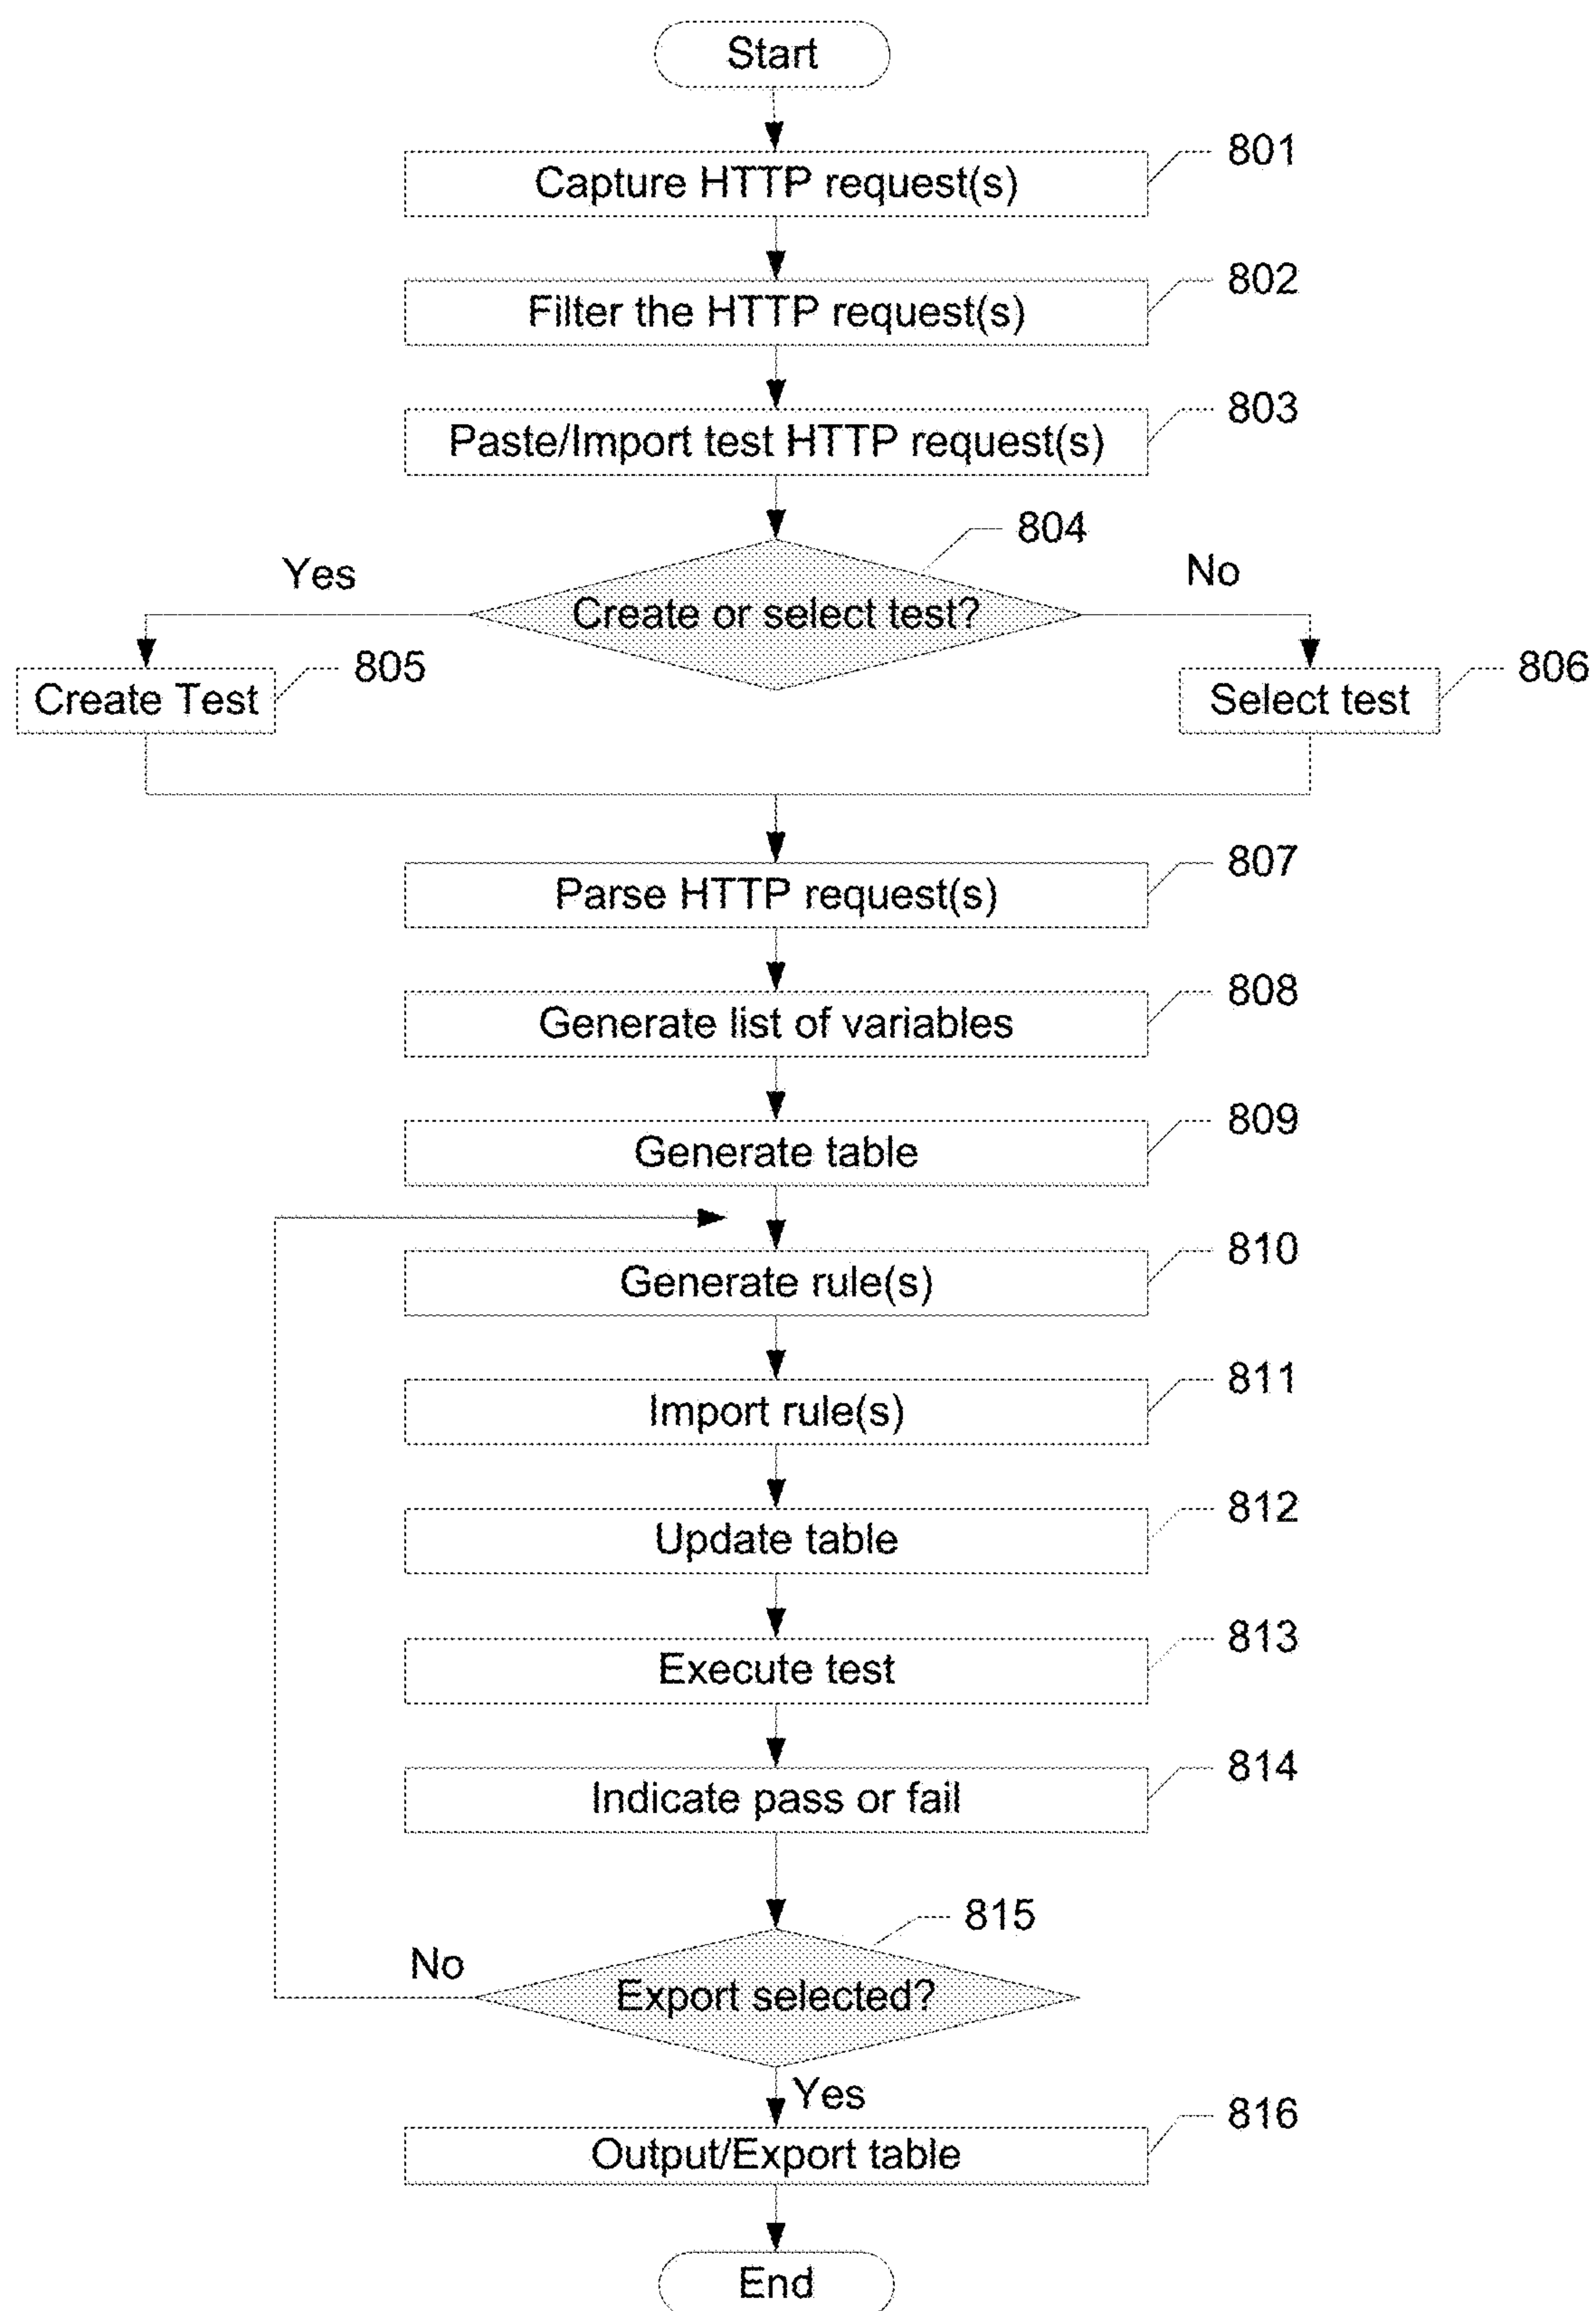 Start
801
Capture HTTP request(s)
802
Filter the HTTP request(s)
803
Paste/Import test HTTP request(s)
804
Yes
No
Create or select test?
805
806
Create Test
Select test
807
Parse HTTP request(s)
808
Generate list of variables
809
Generate table
810
Generate rule(s)
811
Import rule(s)
812
Update table
813
Execute test
814
Indicate pass or fail
815
No
Export selected?
Yes
816
Output/Export table
End